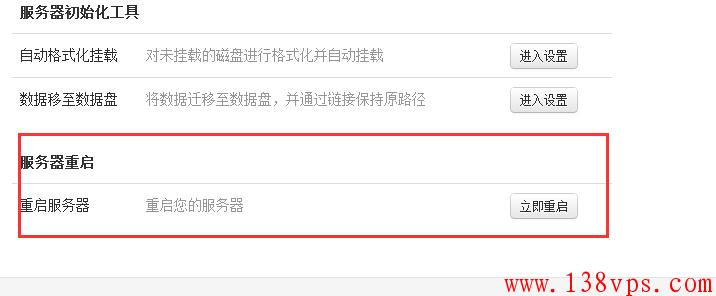 服务器初始化工具
自动格式化挂载 对未挂载的磁盘进行格式化并自动挂载 进入设置
数据移至数据盘 将数据迁移至数据盘，并通过链接保持原路径 进入设置
服务器重启
重启服务器 重启您的服务器 立即重启
www.138vps.com